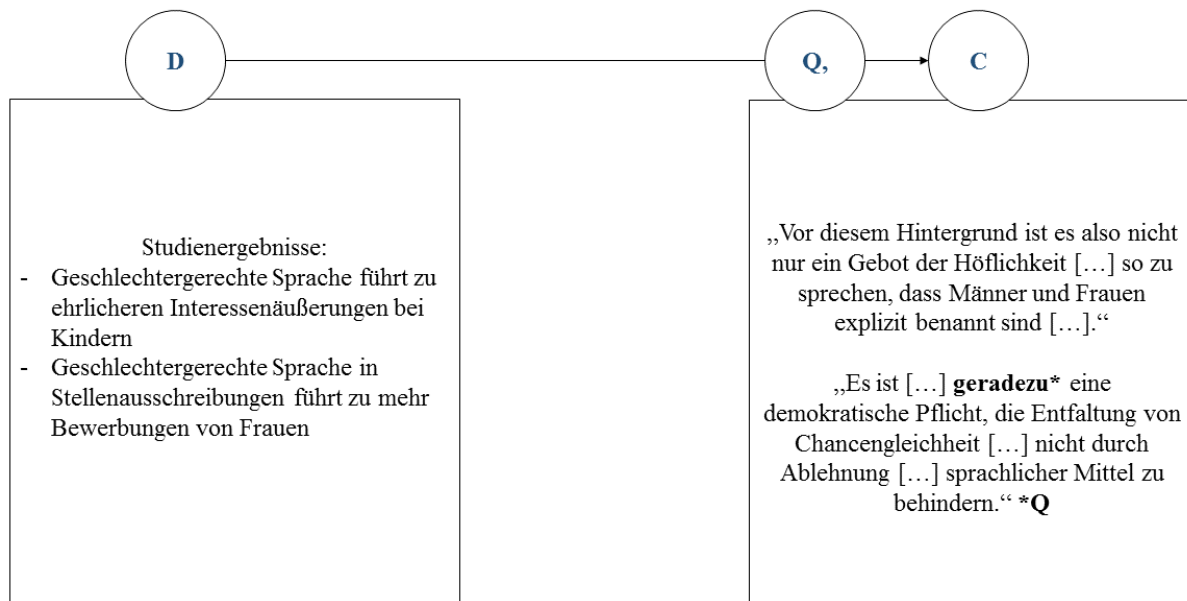 D
Q,
C
Studienergebnisse:
- Geschlechtergerechte Sprache führt zu
ehrlicheren Interessenäußerungen bei
Kindern
- Geschlechtergerechte Sprache in
Stellenausschreibungen führt zu mehr
Bewerbungen von Frauen
„Vor diesem Hintergrund ist es also nicht
nur ein Gebot der Höflichkeit […] so zu
sprechen, dass Männer und Frauen
explizit benannt sind […].“
„Es ist […] geradezu* eine
demokratische Pflicht, die Entfaltung von
Chancengleichheit […] nicht durch
Ablehnung […] sprachlicher Mittel zu
behindern.“ *Q